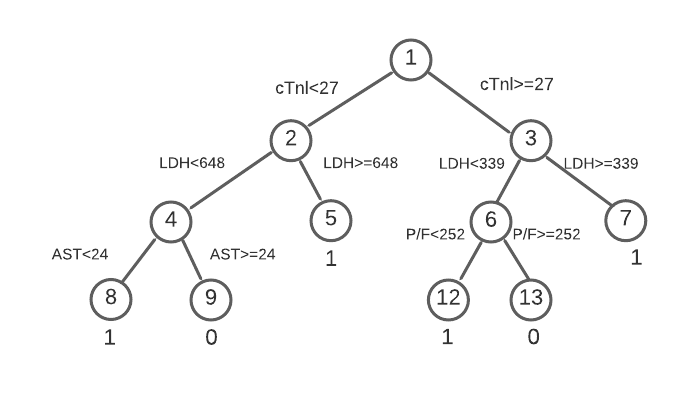 1
cTnl<27
cTnl>=27
2
3
LDH<648
LDH>=648
LDH<339
LDH>=339
4
5
6
7
AST<24
AST>=24
1
P/F<252
P/F>=252
1
8
9
12
13
1
0
1
0